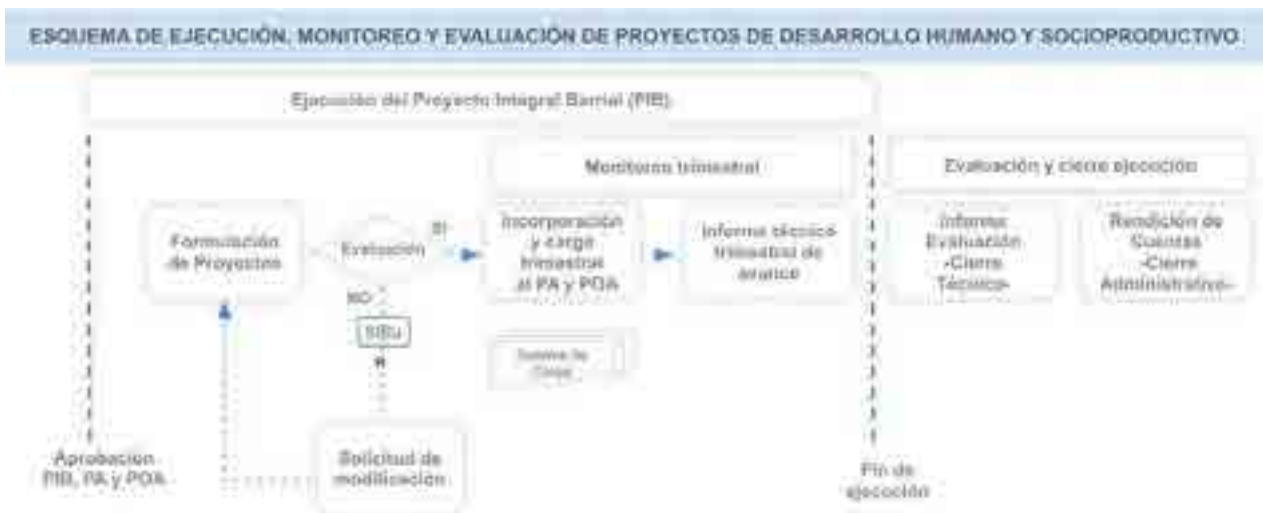 ESQUEMA DE EJECUCIÓN, MONITOREO Y EVALUACIÓN DE PROYECTOS DE DESARROLLO HUMANO Y SOCIOPRODUCTIVO
Ejecución del Proyecto Integral Barrial (PIB)
Monitoreo trimestral
Evaluación y cierre ejecución
Formulación
de Proyectos
Evaluación
SI
NO
Incorporación
y carga
trimestral
al PA y POA
Informe técnico
trimestral de
avance
Informe
Evaluación
-Cierre
Técnico-
Rendición de
Cuentas
-Cierre
Administrativo-
Solicitud de
modificación
Aprobación
PIB, PA y POA
Fin de
ejecución